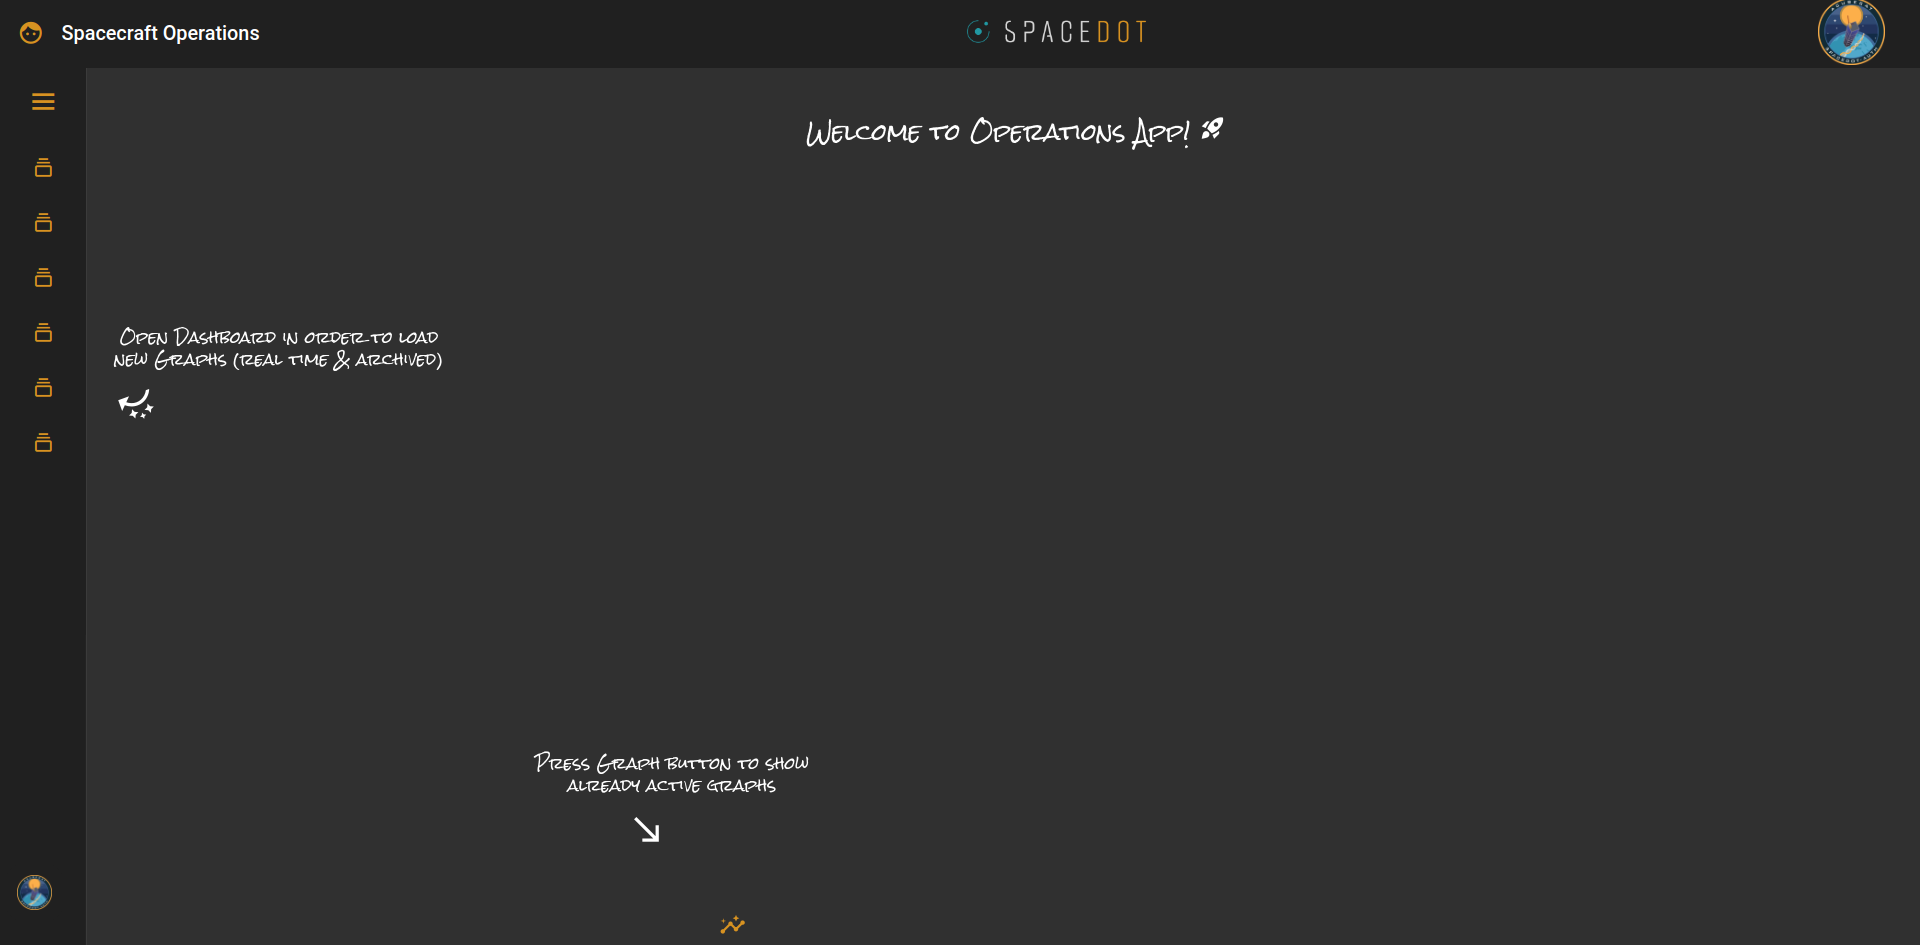 Spacecraft Operations
SPACEDOT
Welcome to Operations App!
Open Dashboard in order to load
new Graphs (real time & archived)
Press Graph button to show
already active graphs